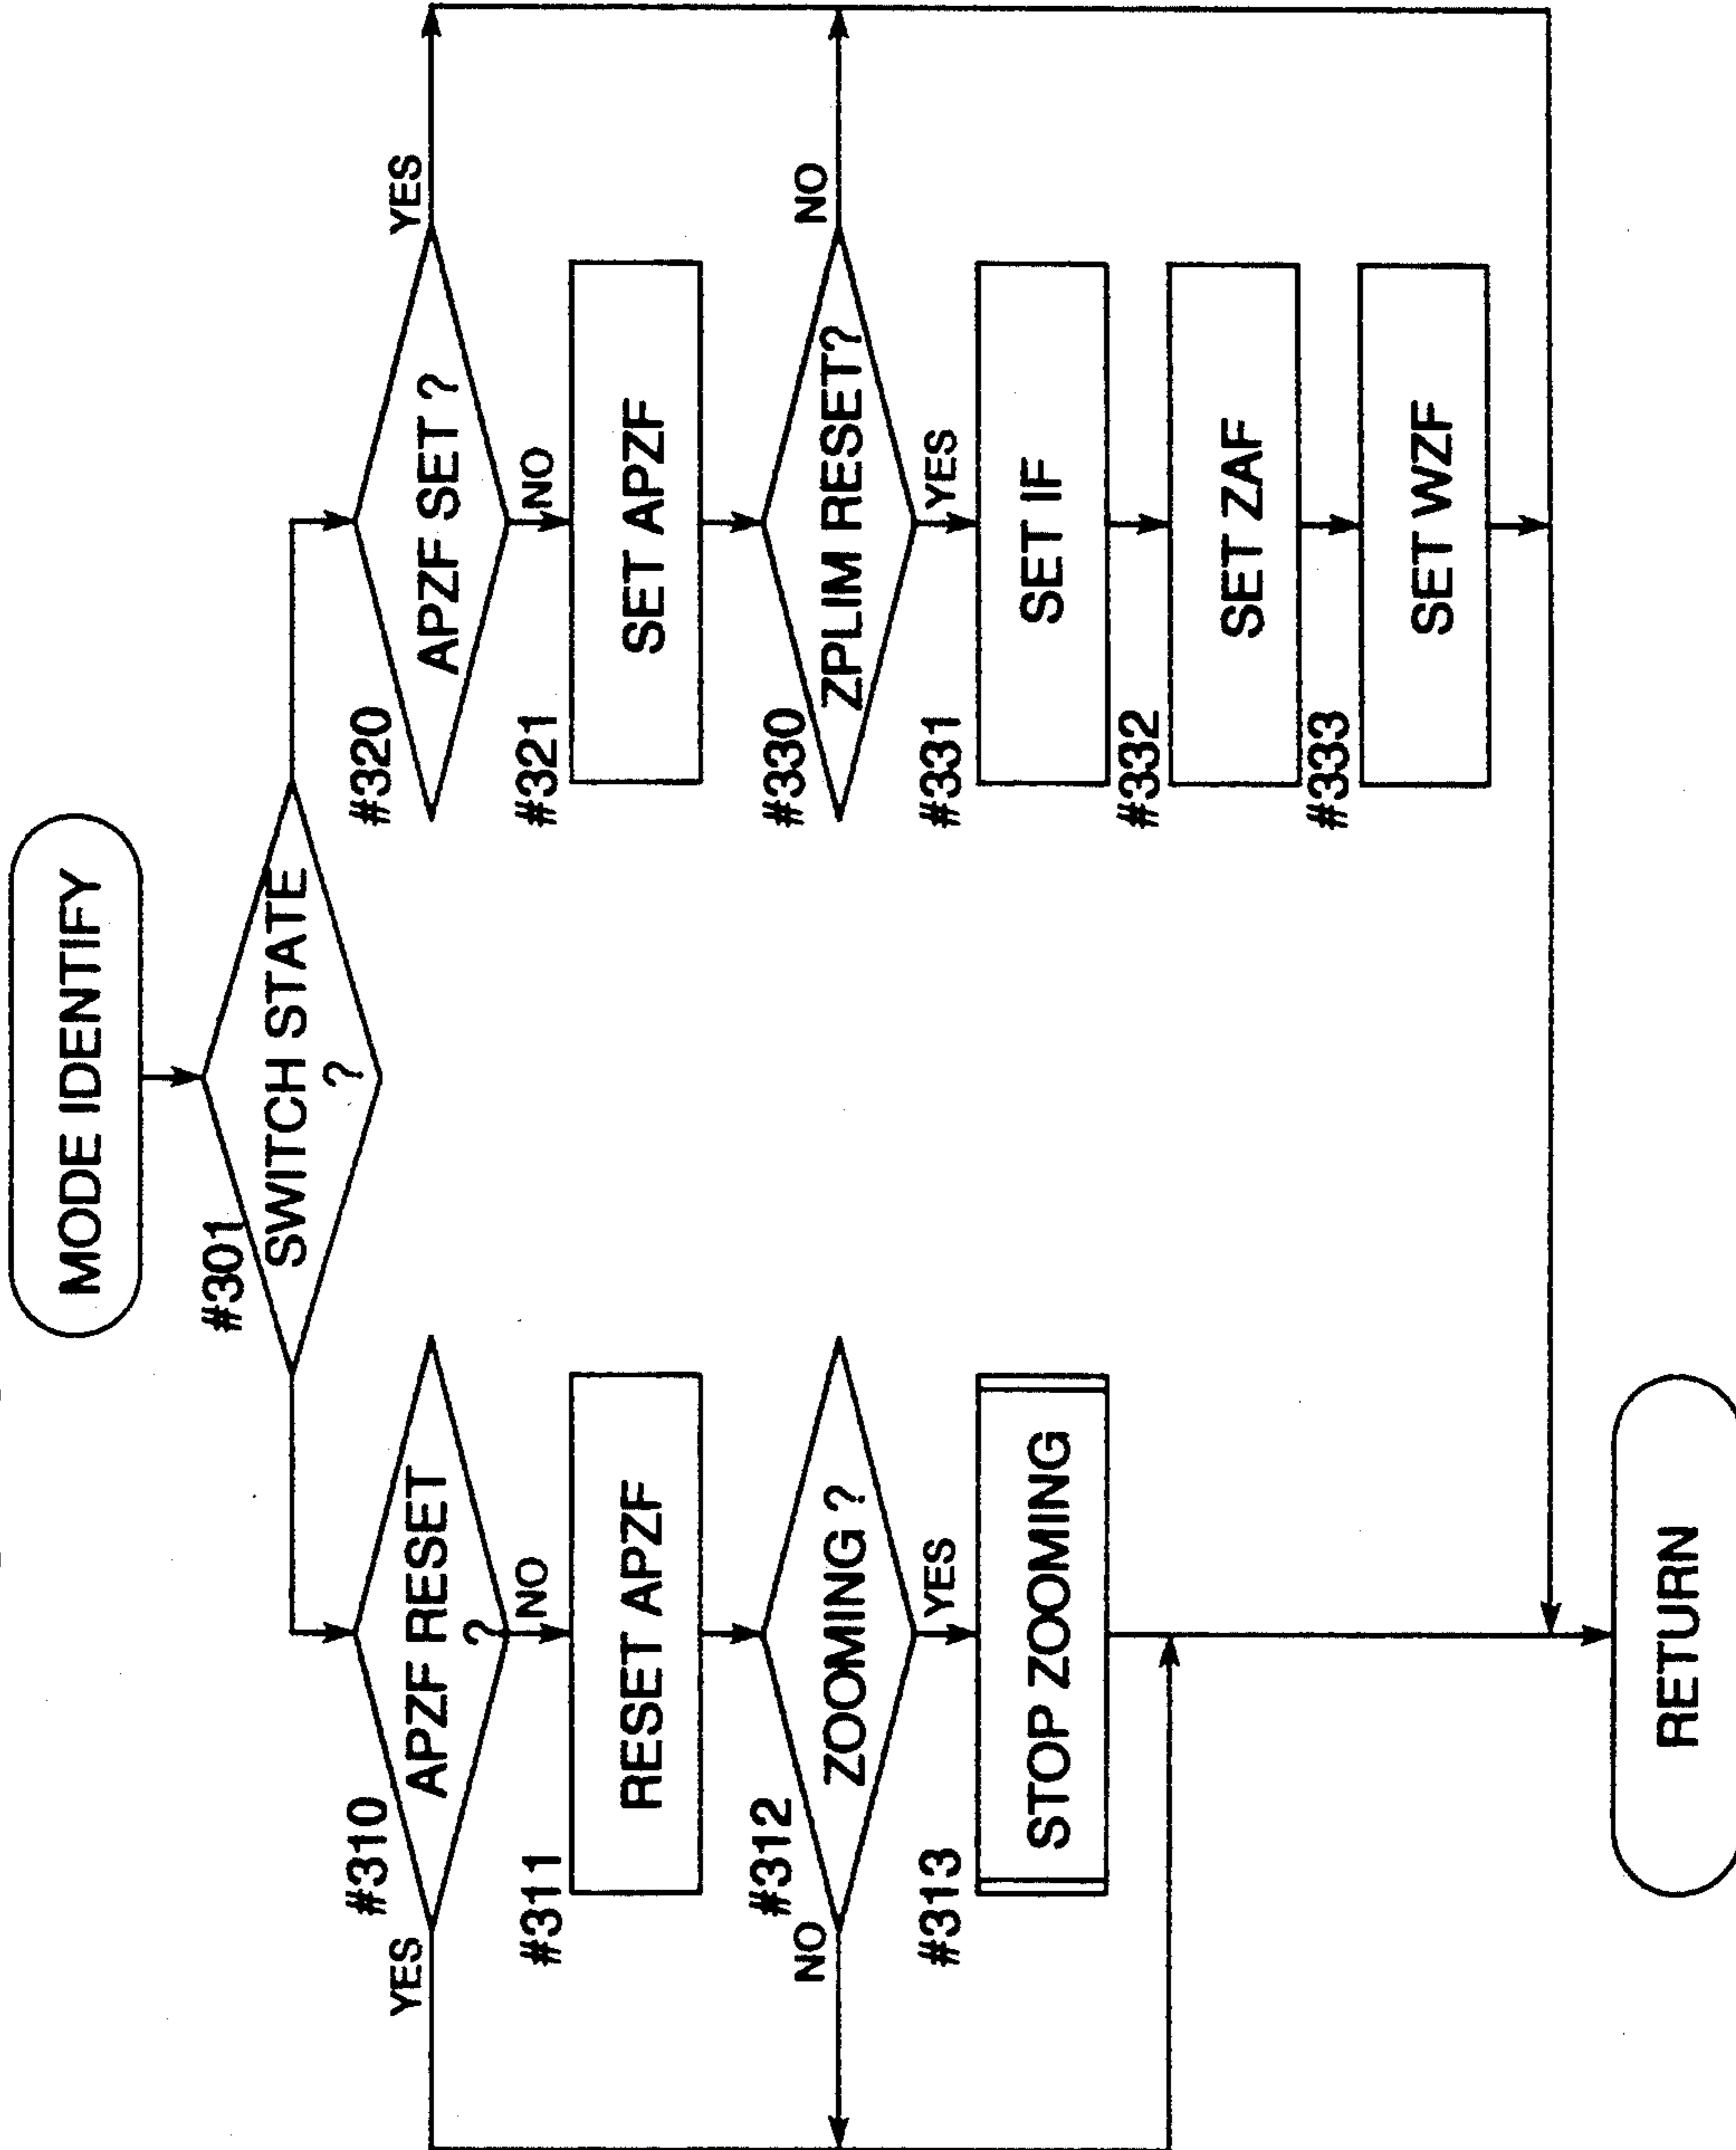 MODE IDENTIFY
#301
SWITCH STATE
?
#310
APZF RESET
?
YES
NO
#311
RESET APZF
#312
ZOOMING ?
NO
YES
#313
STOP ZOOMING
#320
APZF SET ?
YES
NO
#321
SET APZF
#330
ZPLIM RESET?
NO
YES
#331
SET IF
#332
SET ZAF
#333
SET WZF
RETURN